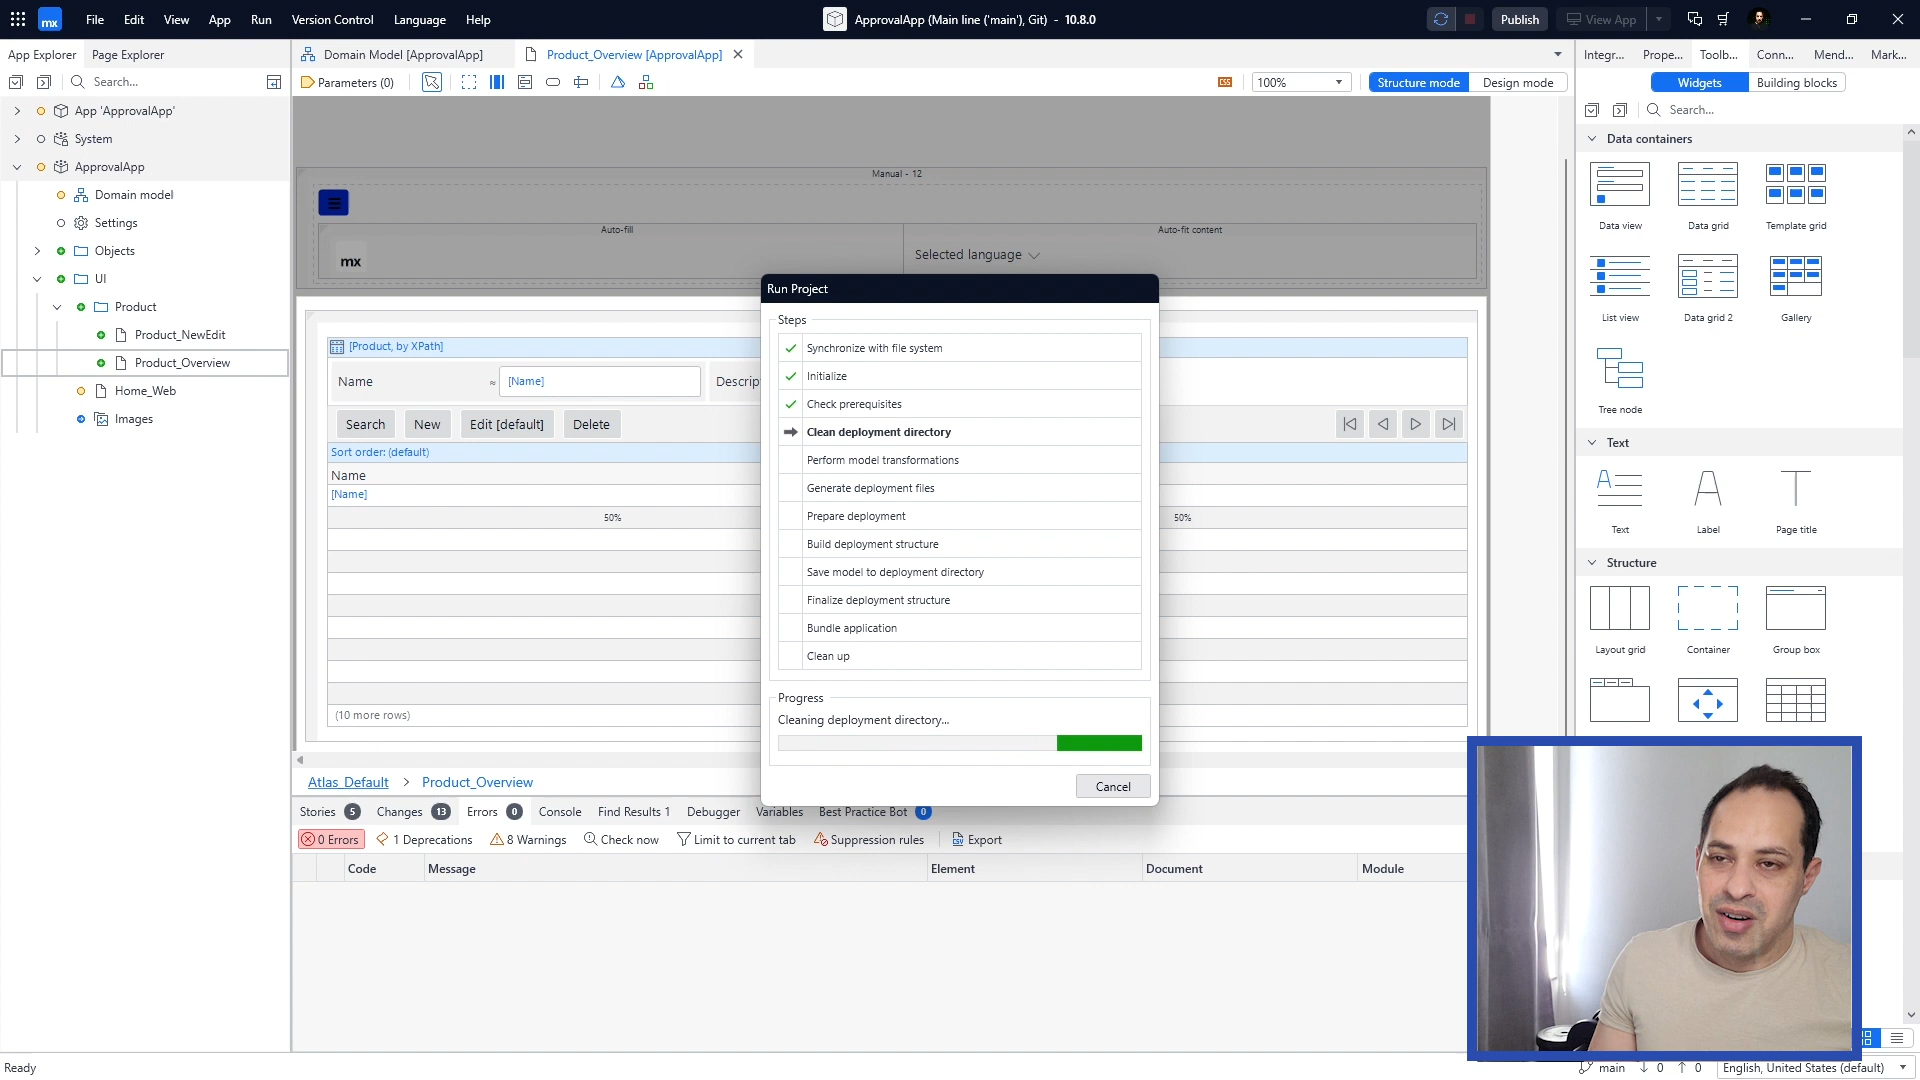 mx
File Edit View App Run Version Control Language Help
ApprovalApp (Main line ('main'), Git) - 10.8.0
Publish
View App
App Explorer Page Explorer
Search...
App 'ApprovalApp'
System
ApprovalApp
Domain model
Settings
Objects
UI
Product
Product_NewEdit
Product_Overview
Home_Web
Images
Domain Model [ApprovalApp]
Product_Overview [ApprovalApp]
Parameters (0)
CSS
100%
Structure mode Design mode
Manual - 12
Auto-fill
Auto-fit content
mx
Selected language
[Product, by XPath]
Name
≈ [Name]
Descrip
Search New Edit [default] Delete
Sort order: (default)
Name
[Name]
50%
50%
(10 more rows)
Atlas_Default > Product_Overview
Run Project
Steps
Synchronize with file system
Initialize
Check prerequisites
Clean deployment directory
Perform model transformations
Generate deployment files
Prepare deployment
Build deployment structure
Save model to deployment directory
Finalize deployment structure
Bundle application
Clean up
Progress
Cleaning deployment directory...
Cancel
Stories 5 Changes 13 Errors 0 Console Find Results 1 Debugger Variables Best Practice Bot 0
0 Errors 1 Deprecations 8 Warnings Check now Limit to current tab Suppression rules Export
Code Message Element Document Module
Integr... Prope... Toolb... Conn... Mend... Mark...
Widgets Building blocks
Search...
Data containers
Data view Data grid Template grid
List view Data grid 2 Gallery
Tree node
Text
Text Label Page title
Structure
Layout grid Container Group box
Ready
main 0 0 English, United States (default)